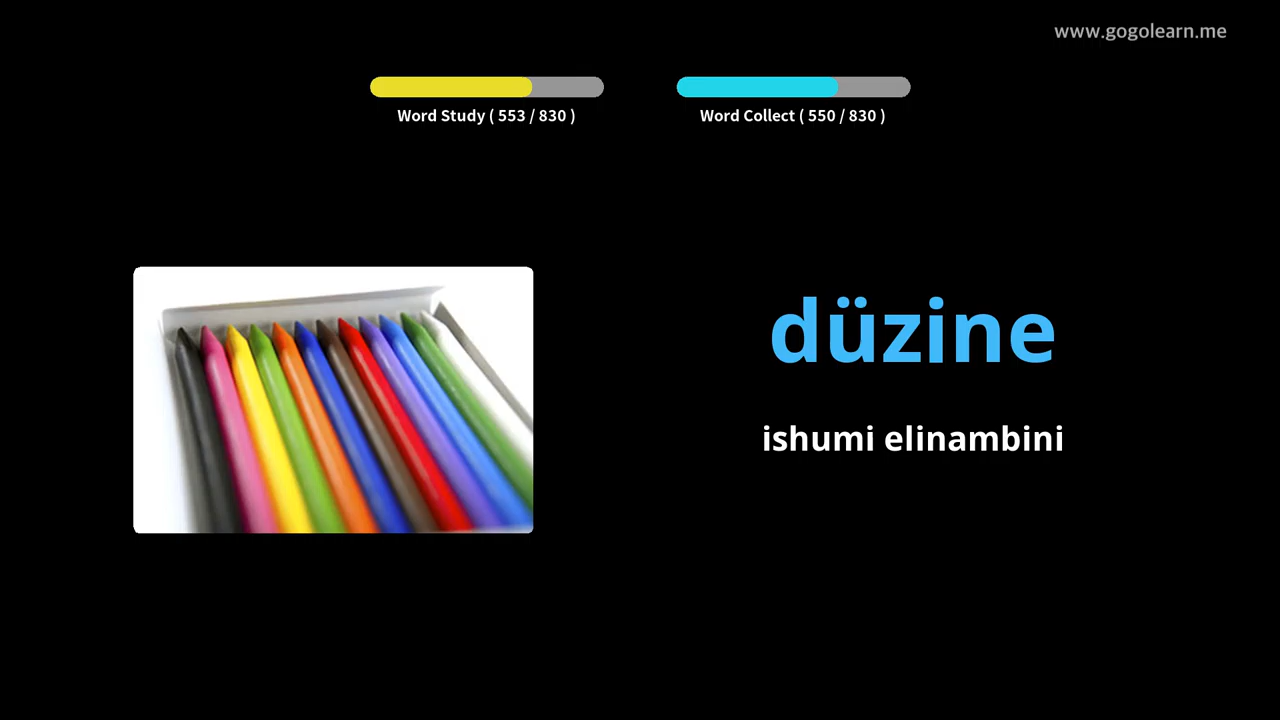 www.gogolearn.me
Word Study ( 553 / 830 )
Word Collect ( 550 / 830 )
düzine
ishumi elinambini